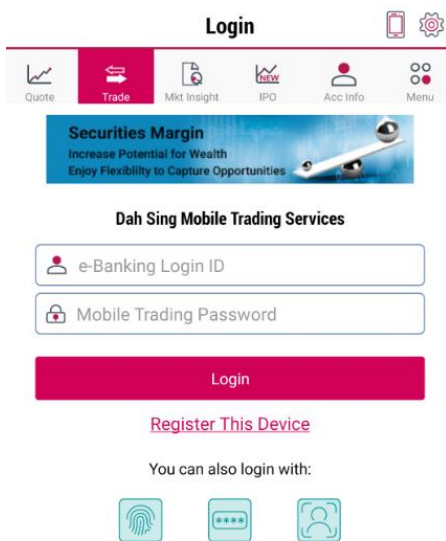 Login
Quote
Trade
Mkt Insight
NEW
IPO
Acc Info
Menu
Securities Margin
Increase Potential for Wealth
Enjoy Flexiblilty to Capture Opportunities
Dah Sing Mobile Trading Services
e-Banking Login ID
Mobile Trading Password
Login
Register This Device
You can also login with:
****